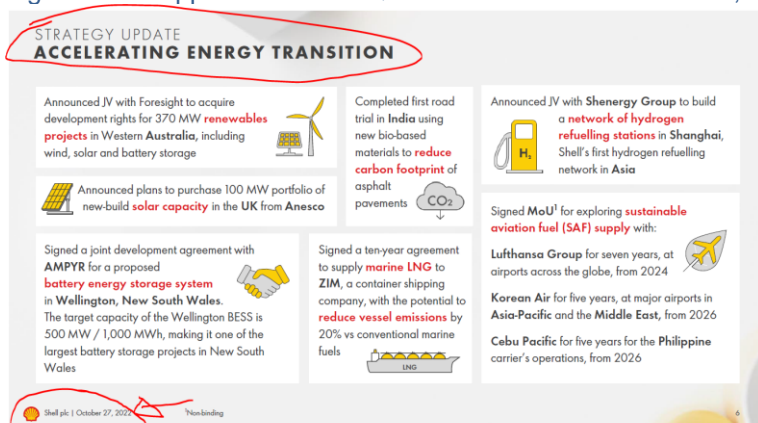 STRATEGY UPDATE
ACCELERATING ENERGY TRANSITION
Announced JV with Foresight to acquire
development rights for 370 MW renewables
projects in Western Australia, including
wind, solar and battery storage
Announced plans to purchase 100 MW portfolio of
new-build solar capacity in the UK from Anesco
Signed a joint development agreement with
AMPYR for a proposed
battery energy storage system
in Wellington, New South Wales.
The target capacity of the Wellington BESS is
500 MW / 1,000 MWh, making it one of the
largest battery storage projects in New South
Wales
Completed first road
trial in India using
new bio-based
materials to reduce
carbon footprint of
asphalt
pavements
CO₂
Signed a ten-year agreement
to supply marine LNG to
ZIM, a container shipping
company, with the potential to
reduce vessel emissions by
20% vs conventional marine
fuels
LNG
Announced JV with Shenergy Group to build
a network of hydrogen
refuelling stations in Shanghai,
Shell's first hydrogen refuelling
network in Asia
H₂
Signed MoU¹ for exploring sustainable
aviation fuel (SAF) supply with:
Lufthansa Group for seven years, at
airports across the globe, from 2024
Korean Air for five years, at major airports in
Asia-Pacific and the Middle East, from 2026
Cebu Pacific for five years for the Philippine
carrier's operations, from 2026
Shell plc | October 27, 2022
¹Non-binding
6